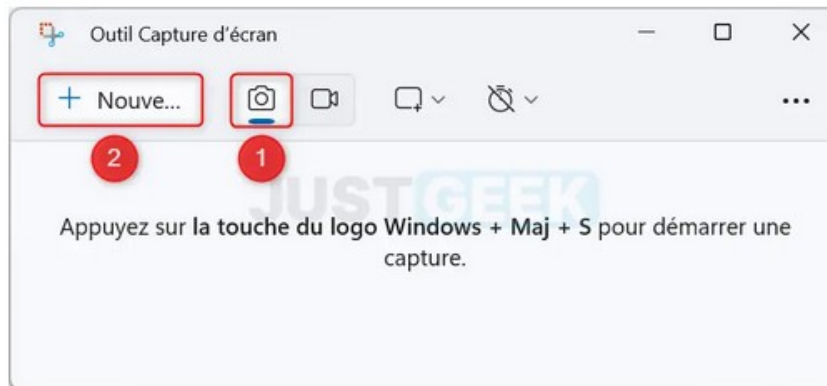 Outil Capture d'écran
+ Nouve...
2
1
JUSTGEEK
Appuyez sur la touche du logo Windows + Maj + S pour démarrer une
capture.